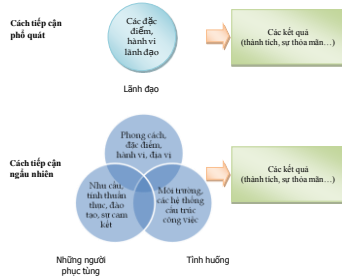 Cách tiếp cận
phổ quát
Các đặc
điểm,
hành vi
lãnh đạo
Các kết quả
(thành tích, sự thỏa mãn…)
Lãnh đạo
Cách tiếp cận
ngẫu nhiên
Phong cách,
đặc điểm,
hành vi, địa vị
Nhu cầu,
tính thuần
thục, đào
tạo, sự cam
kết
Môi trường,
các hệ thống
cấu trúc
công việc
Các kết quả
(thành tích, sự thỏa mãn…)
Những người
phục tùng
Tình huống